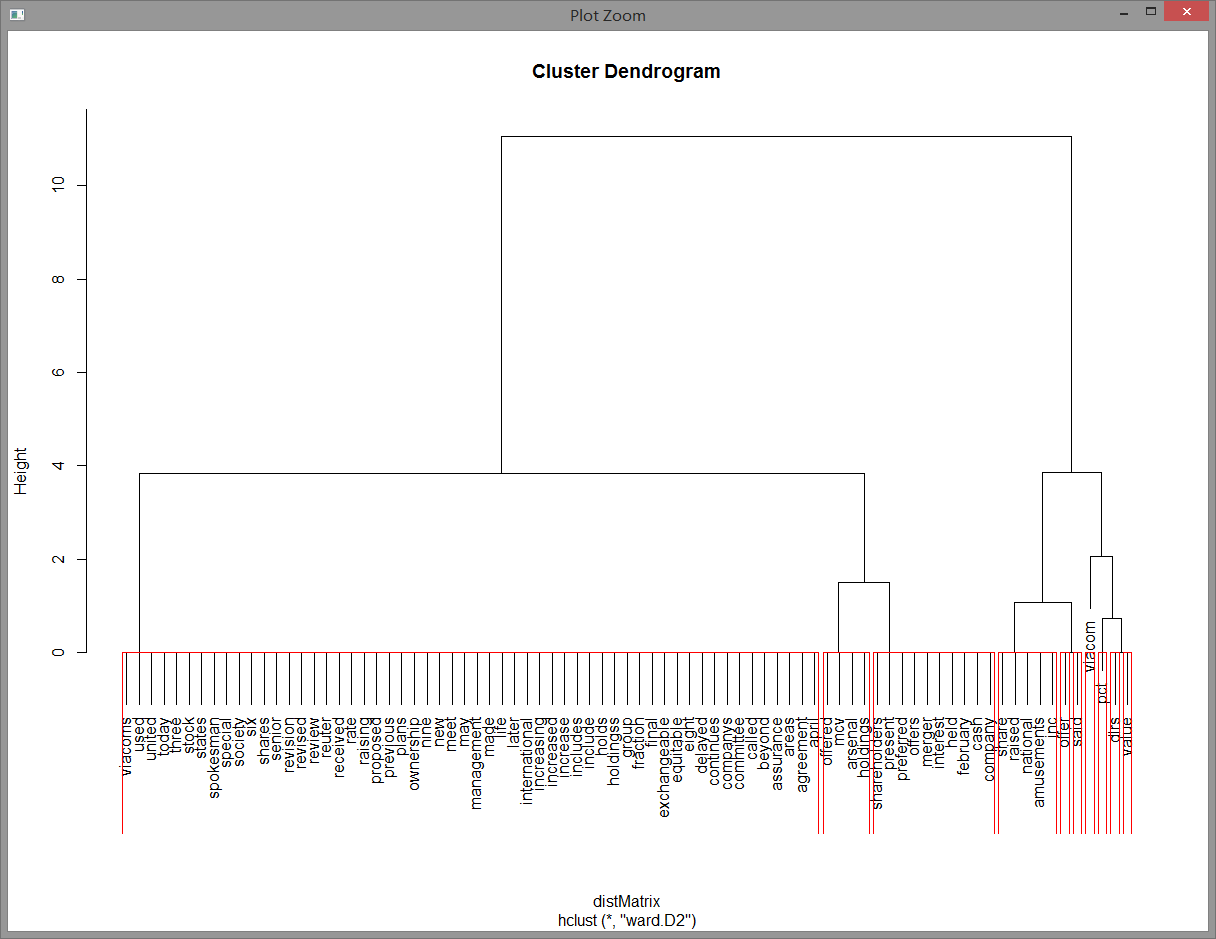 Plot Zoom
Cluster Dendrogram
Height
0
2
4
6
8
10
viacoms
used
united
today
three
stock
states
spokesman
special
society
six
shares
senior
revision
revised
review
reuter
received
rate
raising
proposed
previous
plans
ownership
nine
new
meet
may
management
made
life
later
international
increasing
increased
increase
includes
include
holds
holdingss
group
fraction
final
exchangeable
equitable
eight
delayed
continues
companys
committee
called
beyond
assurance
areas
agreement
april
offered
mcv
arsenal
holdings
shareholders
present
preferred
offers
merger
interest
held
february
cash
company
share
raised
national
amusements
inc
offer
said
viacom
pct
dlrs
value
distMatrix
hclust (*, "ward.D2")